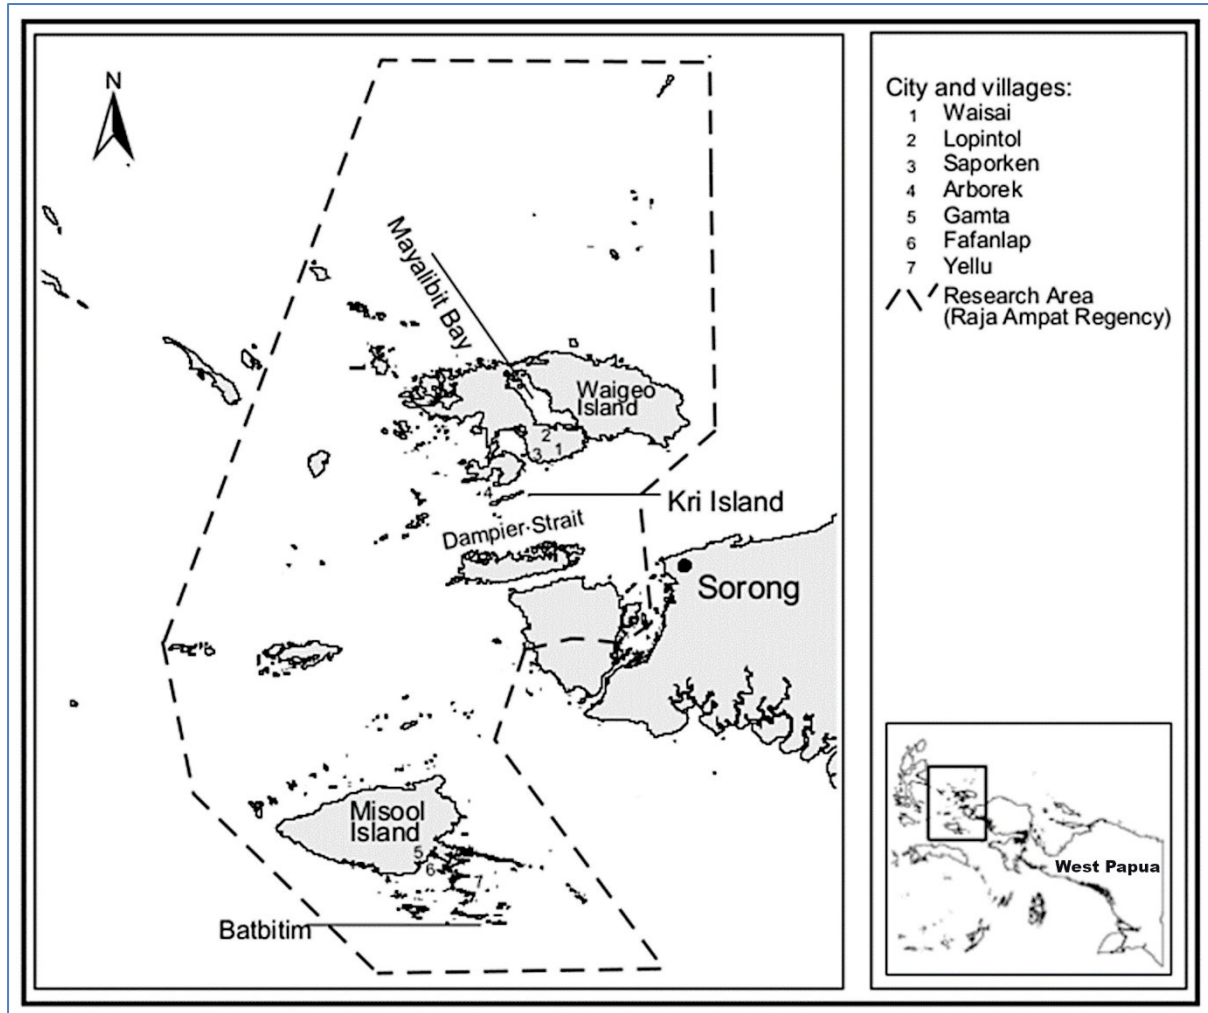 N
Mayalibit Bay
Waigeo
Island
2
3 1
4
Kri Island
Dampier Strait
Sorong
Misool
Island
5
6
7
Batbitim
City and villages:
1 Waisai
2 Lopintol
3 Saporken
4 Arborek
5 Gamta
6 Fafanlap
7 Yellu
Research Area
(Raja Ampat Regency)
West Papua